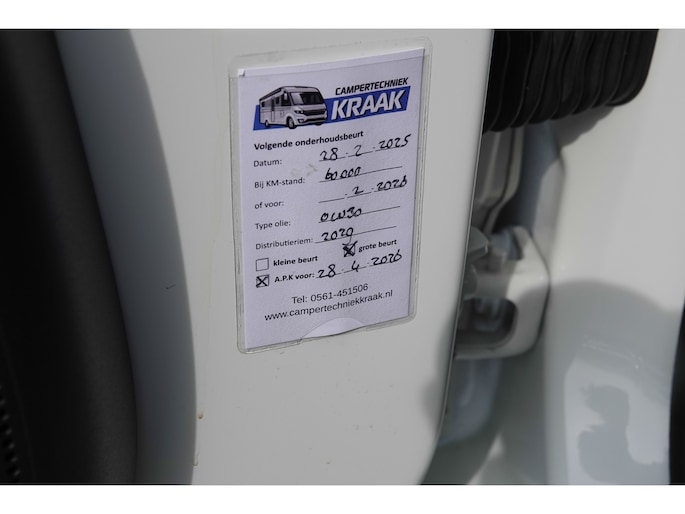 CAMPERTECHNIEK
KRAAK
Volgende onderhoudsbeurt
Datum: 28.2.2025
Bij KM-stand: 60000
of voor: .2.2026
Type olie: 0W30
Distributieriem: 2029
kleine beurt grote beurt
A.P.K voor: 28.4.2026
Tel: 0561-451506
www.campertechniekkraak.nl